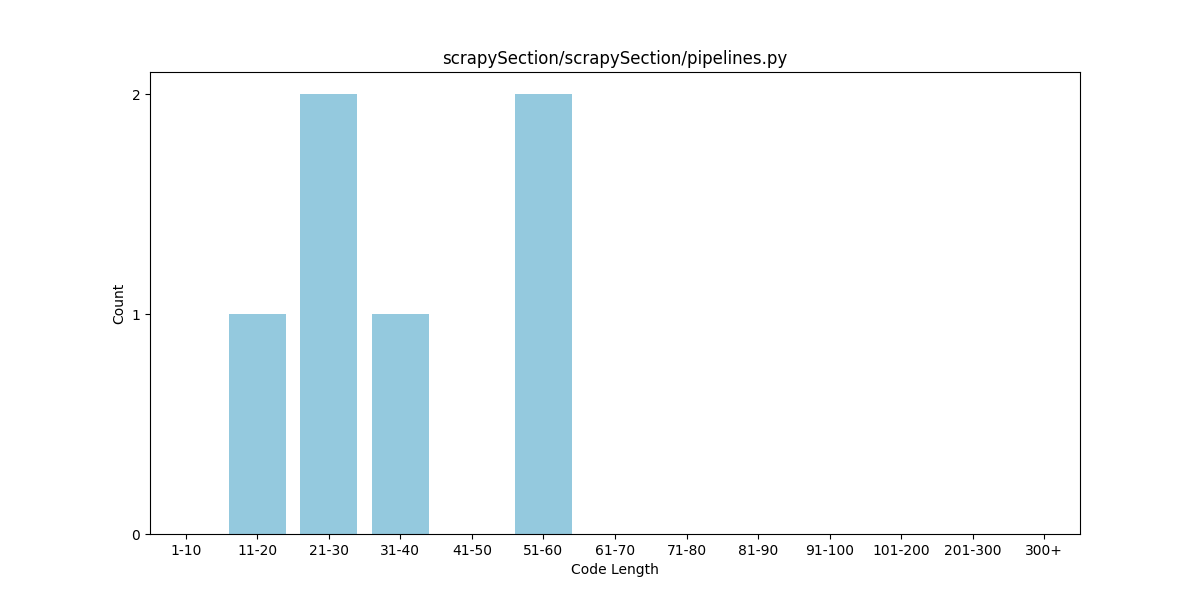 scrapySection/scrapySection/pipelines.py
2
1
0
Count
1-10 11-20 21-30 31-40 41-50 51-60 61-70 71-80 81-90 91-100 101-200 201-300 300+
Code Length